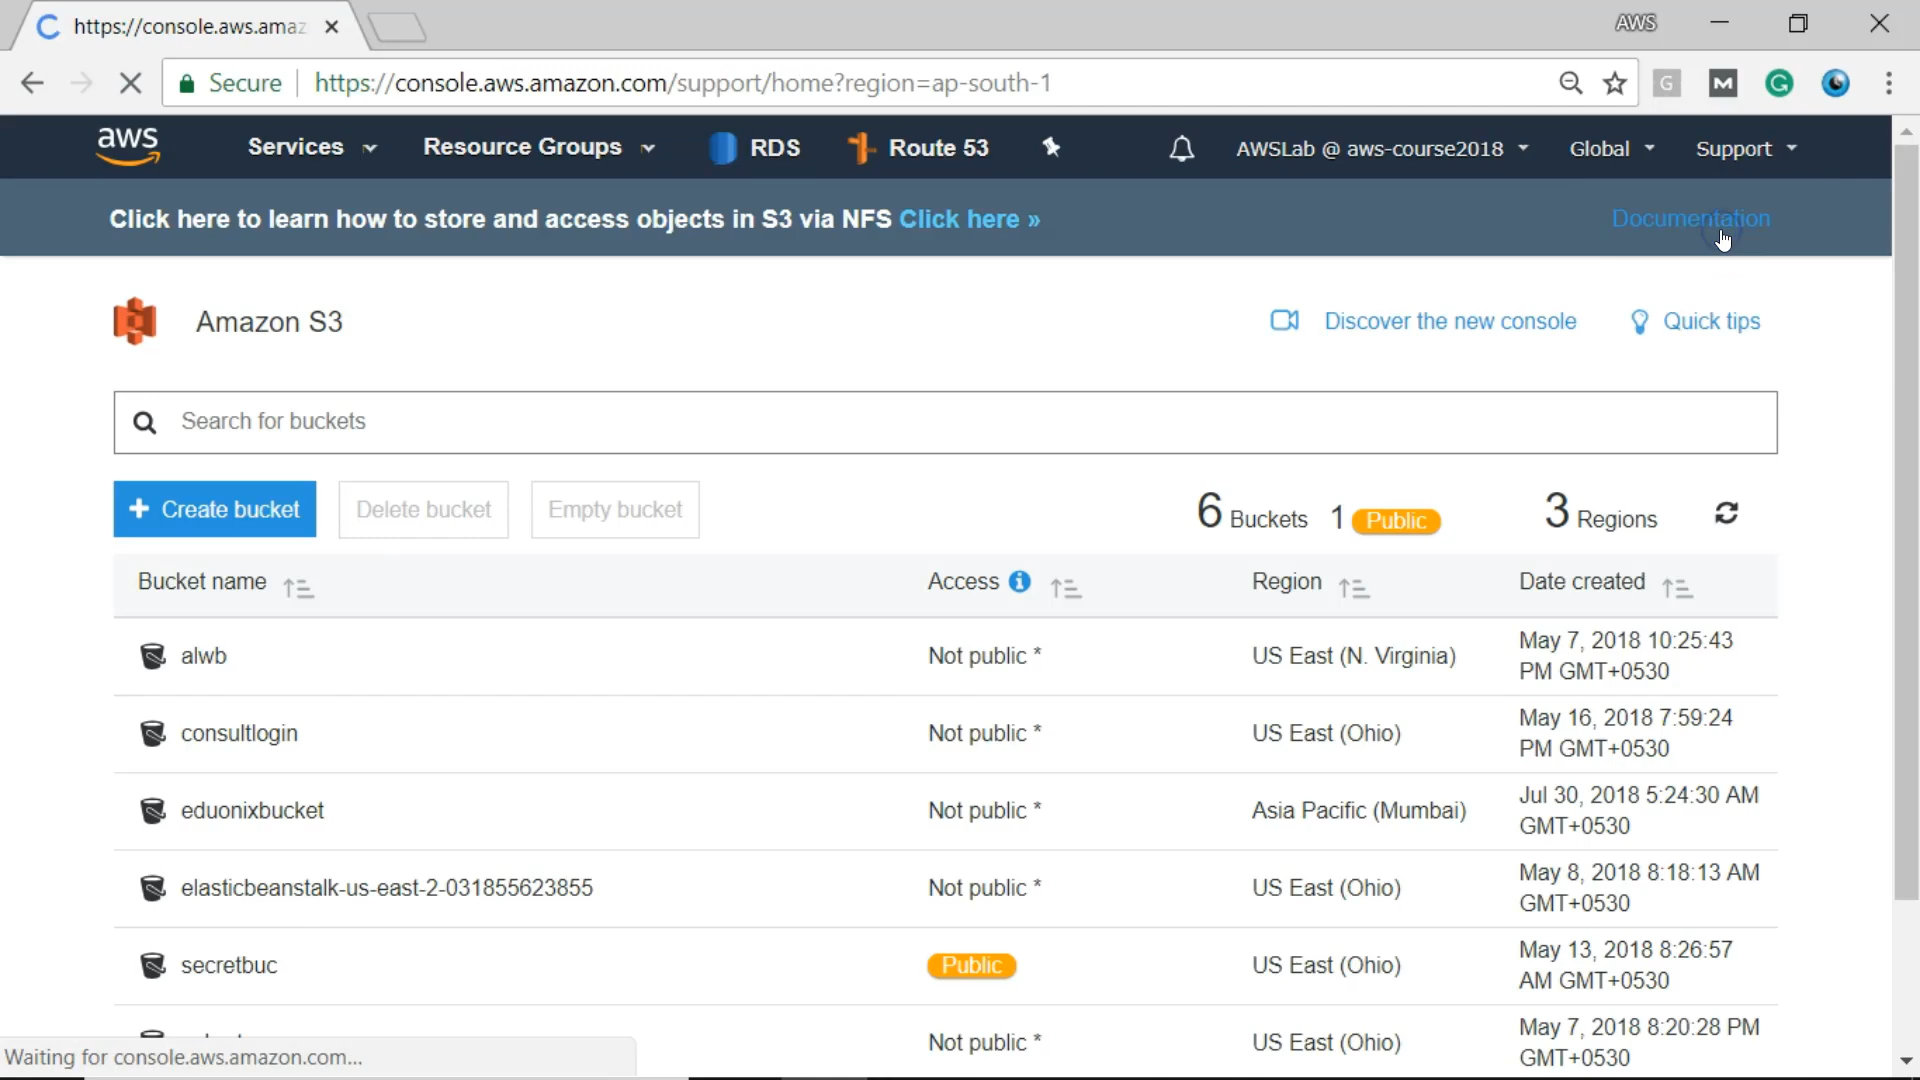 https://console.aws.amaz
AWS
Secure https://console.aws.amazon.com/support/home?region=ap-south-1
G M G
aws Services Resource Groups RDS Route 53 AWSLab @ aws-course2018 Global Support
Click here to learn how to store and access objects in S3 via NFS Click here » Documentation
Amazon S3 Discover the new console Quick tips
Search for buckets
+ Create bucket Delete bucket Empty bucket 6 Buckets 1 Public 3 Regions
Bucket name Access Region Date created
alwb Not public * US East (N. Virginia) May 7, 2018 10:25:43
PM GMT+0530
consultlogin Not public * US East (Ohio) May 16, 2018 7:59:24
PM GMT+0530
eduonixbucket Not public * Asia Pacific (Mumbai) Jul 30, 2018 5:24:30 AM
GMT+0530
elasticbeanstalk-us-east-2-031855623855 Not public * US East (Ohio) May 8, 2018 8:18:13 AM
GMT+0530
secretbuc Public US East (Ohio) May 13, 2018 8:26:57
AM GMT+0530
Not public * US East (Ohio) May 7, 2018 8:20:28 PM
GMT+0530
Waiting for console.aws.amazon.com...